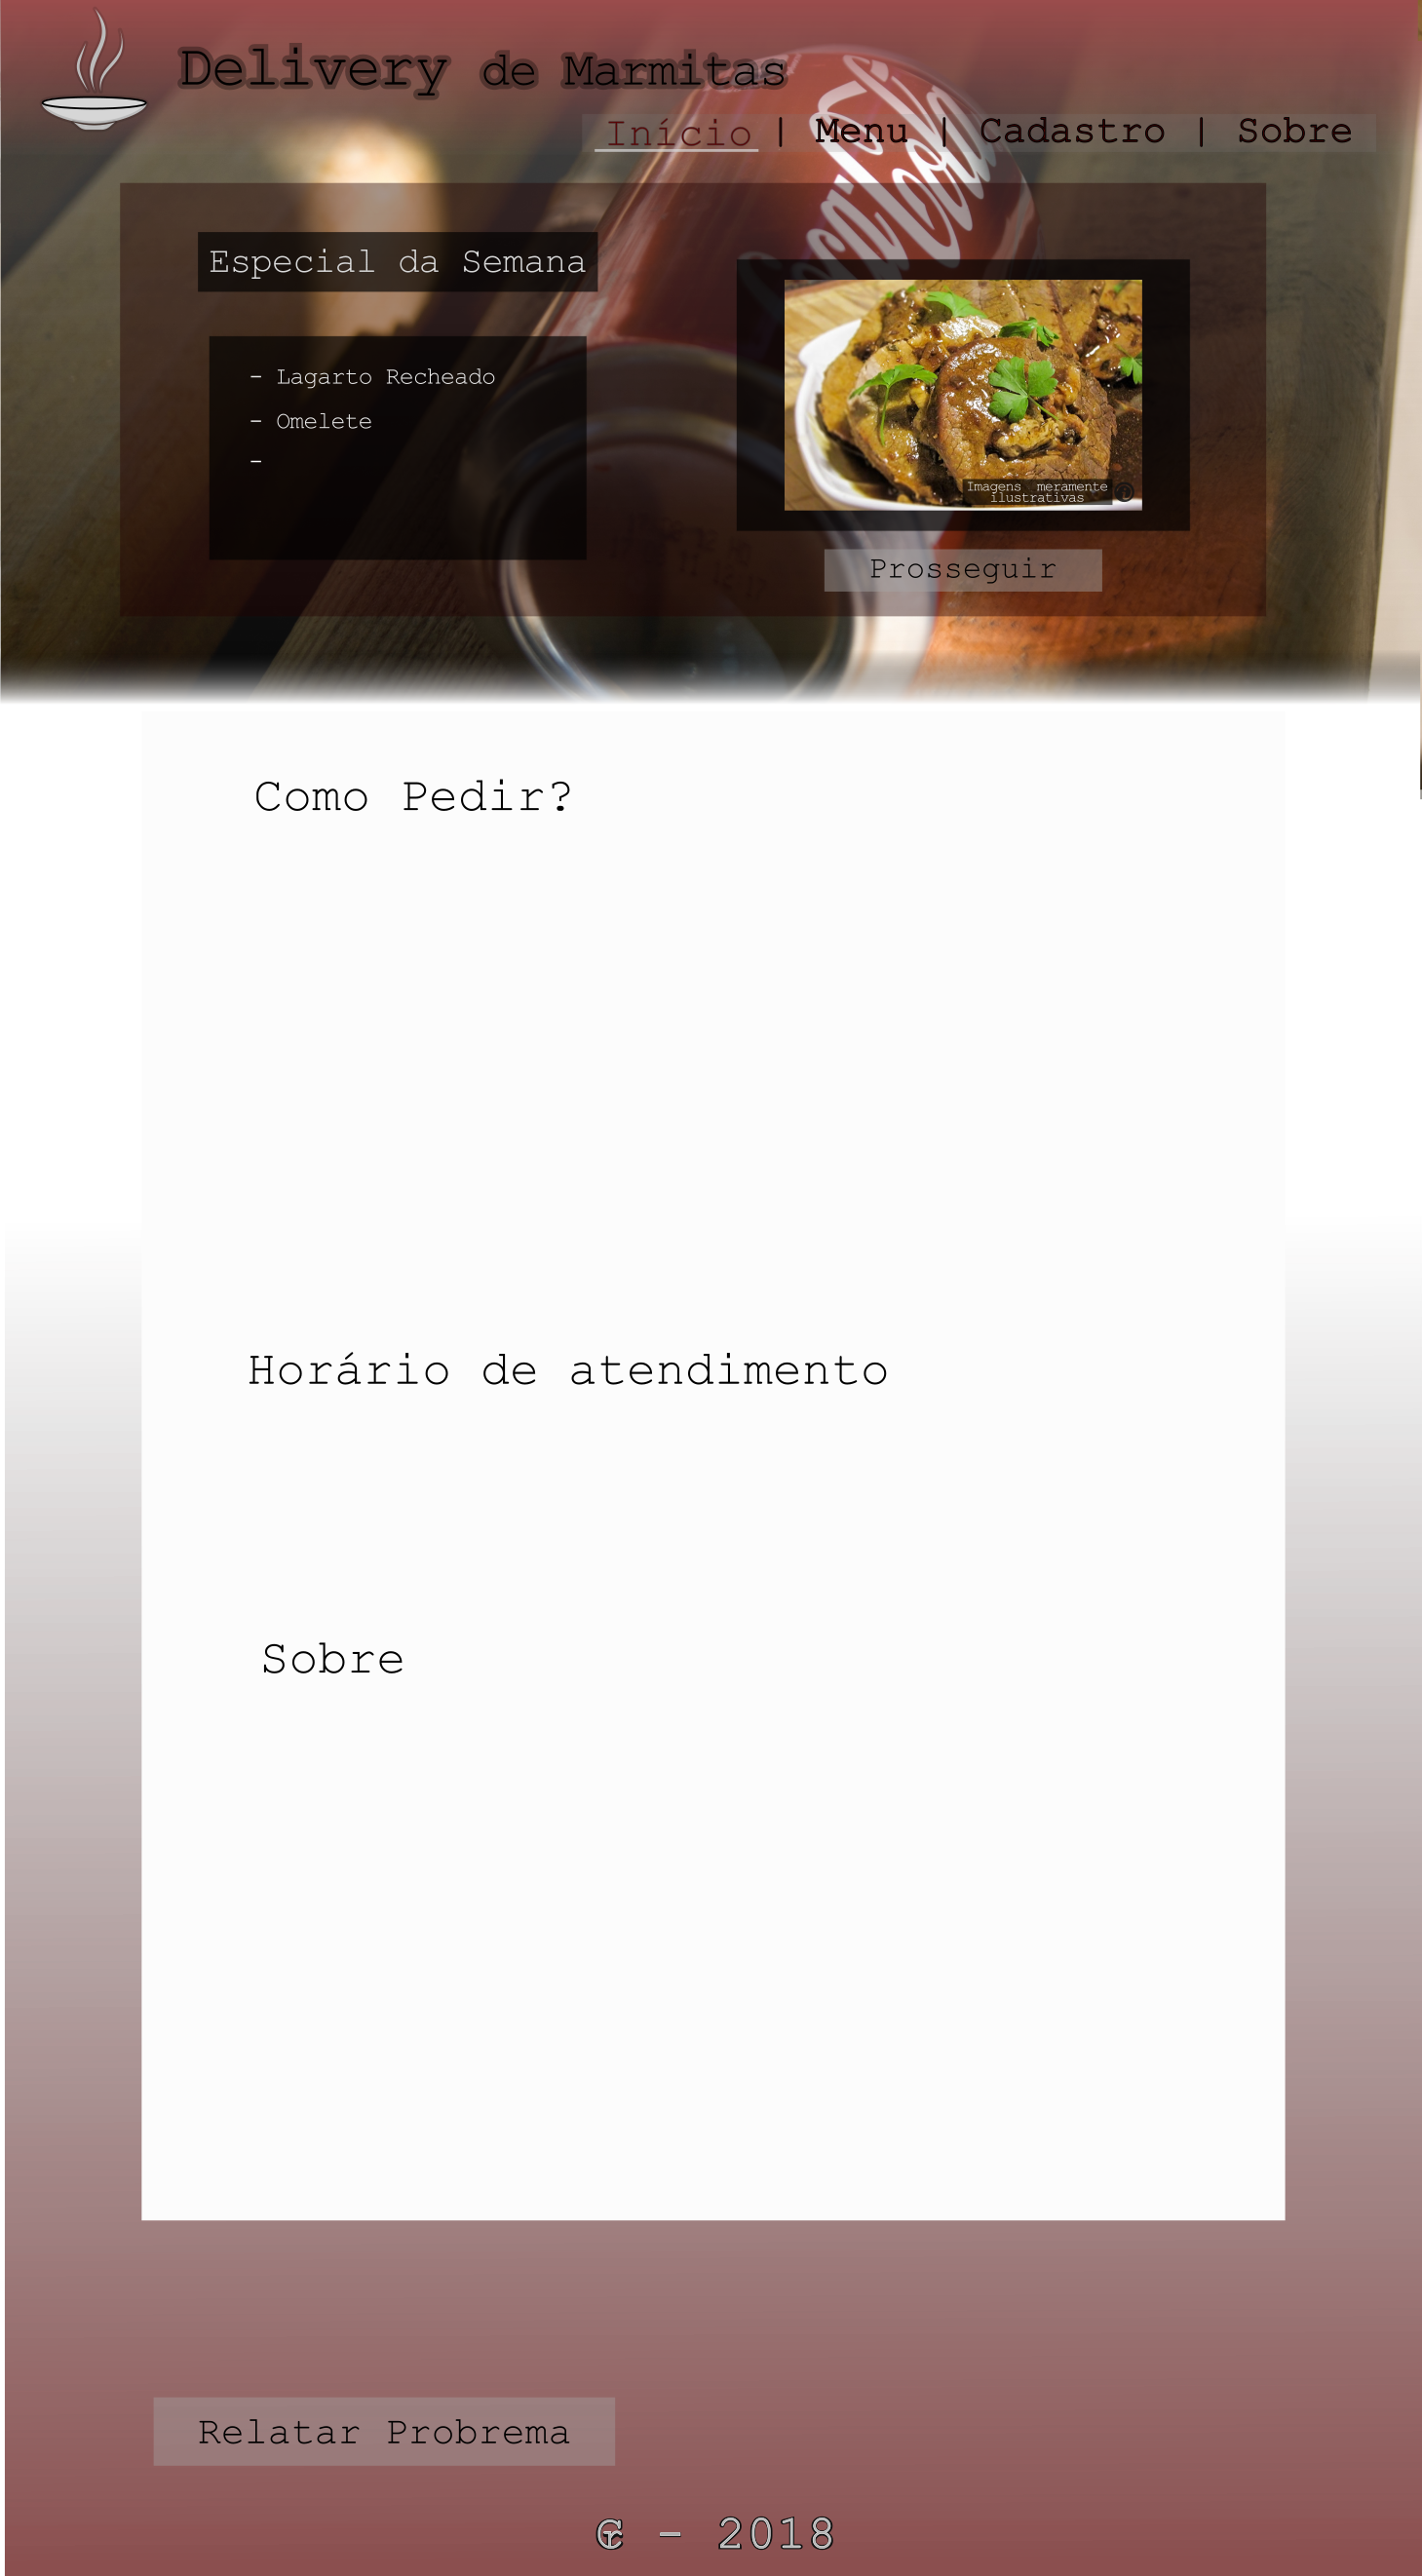 Delivery de Marmitas
Início | Menu | Cadastro | Sobre
Especial da Semana
- Lagarto Recheado
- Omelete
-
Imagens meramente
ilustrativas
Prosseguir
Como Pedir?
Horário de atendimento
Sobre
Relatar Probrema
- 2018